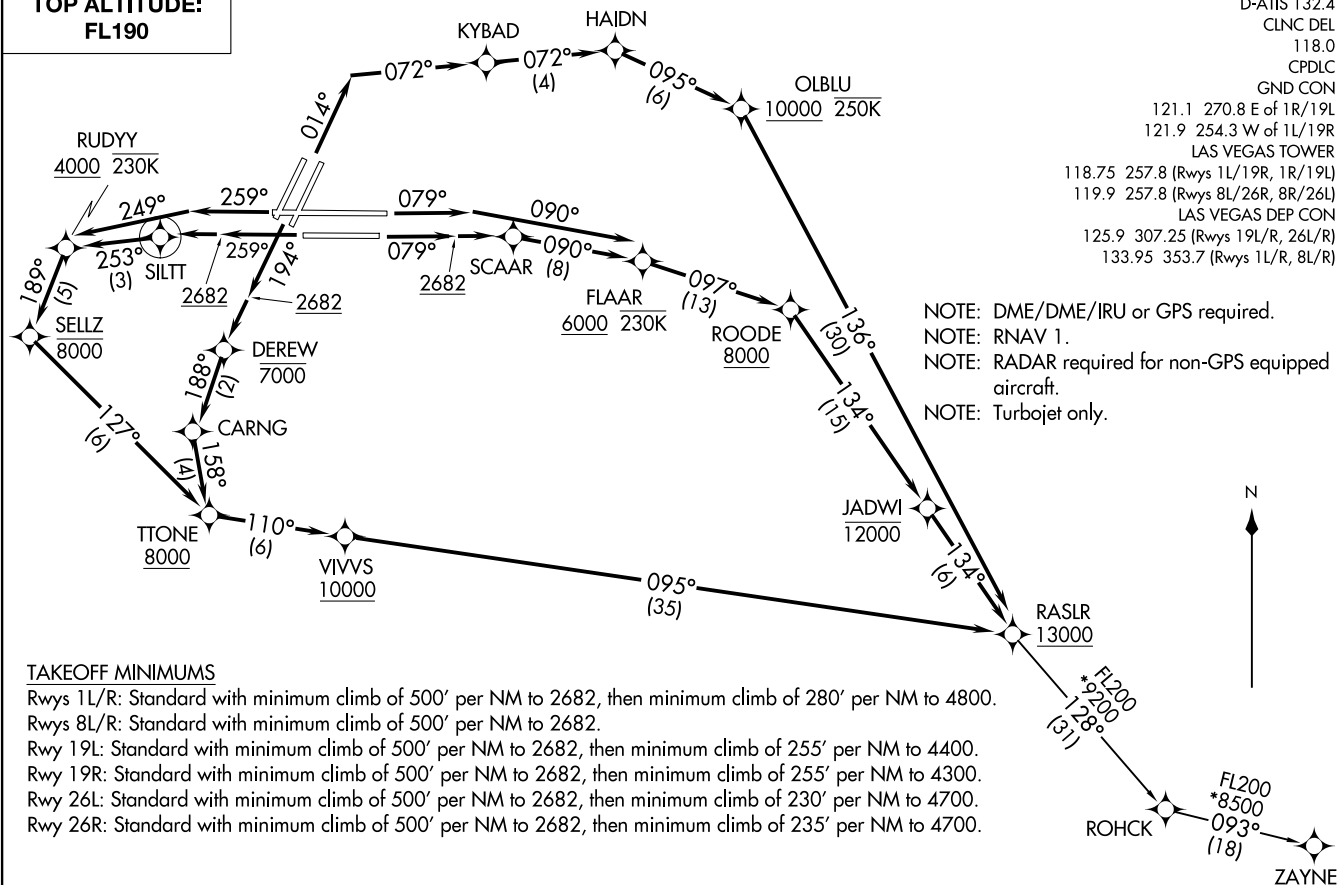 TOP ALTITUDE:
FL190
D-ATIS 132.4
CLNC DEL
118.0
CPDLC
GND CON
121.1 270.8 E of 1R/19L
121.9 254.3 W of 1L/19R
LAS VEGAS TOWER
118.75 257.8 (Rwys 1L/19R, 1R/19L)
119.9 257.8 (Rwys 8L/26R, 8R/26L)
LAS VEGAS DEP CON
125.9 307.25 (Rwys 19L/R, 26L/R)
133.95 353.7 (Rwys 1L/R, 8L/R)
HAIDN
KYBAD
072°
072°
(4)
095°
(6)
OLBLU
10000 250K
014°
RUDYY
4000 230K
249°
259°
079°
090°
253°
(3)
SILTT
259°
2682
194°
2682
079°
2682
SCAAR
090°
(8)
FLAAR
6000 230K
097°
(13)
ROODE
8000
136°
(30)
189°
(5)
SELLZ
8000
DEREW
7000
188°
(2)
CARNG
127°
(6)
158°
(4)
TTONE
8000
110°
(6)
VIVVS
10000
095°
(35)
134°
(15)
JADWI
12000
134°
(6)
RASLR
13000
NOTE: DME/DME/IRU or GPS required.
NOTE: RNAV 1.
NOTE: RADAR required for non-GPS equipped
aircraft.
NOTE: Turbojet only.
N
FL200
*9200
128°
(31)
ROHCK
FL200
*8500
093°
(18)
ZAYNE
TAKEOFF MINIMUMS
Rwys 1L/R: Standard with minimum climb of 500' per NM to 2682, then minimum climb of 280' per NM to 4800.
Rwys 8L/R: Standard with minimum climb of 500' per NM to 2682.
Rwy 19L: Standard with minimum climb of 500' per NM to 2682, then minimum climb of 255' per NM to 4400.
Rwy 19R: Standard with minimum climb of 500' per NM to 2682, then minimum climb of 255' per NM to 4300.
Rwy 26L: Standard with minimum climb of 500' per NM to 2682, then minimum climb of 230' per NM to 4700.
Rwy 26R: Standard with minimum climb of 500' per NM to 2682, then minimum climb of 235' per NM to 4700.